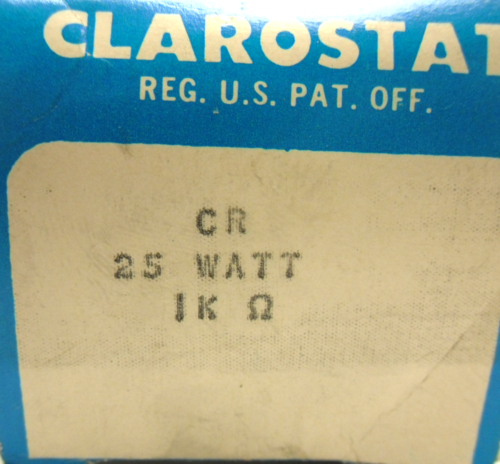 CLAROSTAT
REG. U.S. PAT. OFF.
CR
25 WATT
1K Ω